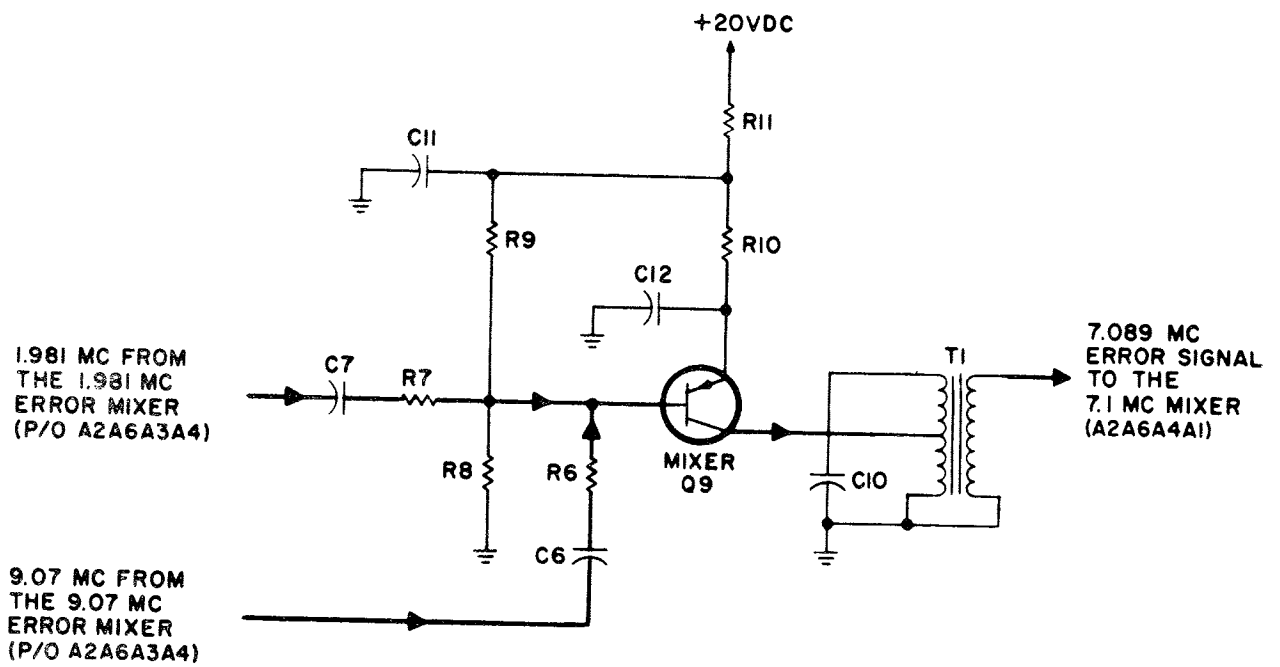 +20VDC
R11
C11
R9
R10
C12
1.981 MC FROM
THE 1.981 MC
ERROR MIXER
(P/O A2A6A3A4)
C7
R7
R8
R6
C6
MIXER
Q9
T1
C10
7.089 MC
ERROR SIGNAL
TO THE
7.1 MC MIXER
(A2A6A4A1)
9.07 MC FROM
THE 9.07 MC
ERROR MIXER
(P/O A2A6A3A4)